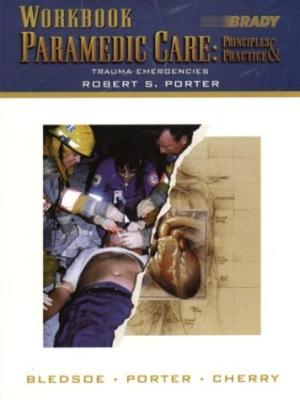 WORKBOOK
BRADY
PARAMEDIC CARE: PRINCIPLES & PRACTICE
TRAUMA EMERGENCIES
ROBERT S. PORTER
BLEDSOE • PORTER • CHERRY